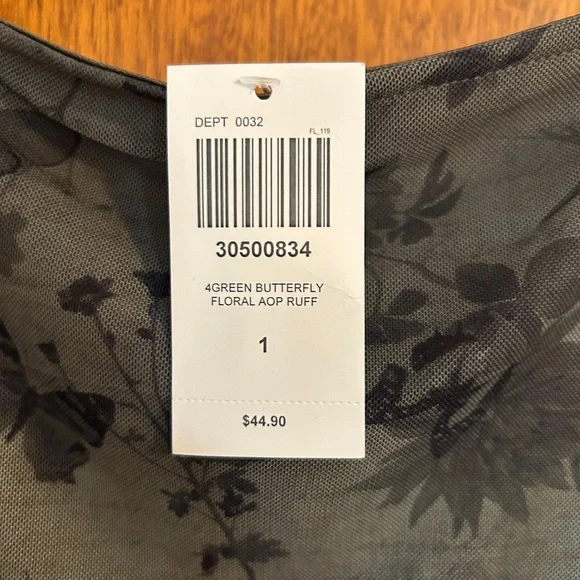 DEPT 0032
FL_119
30500834
4GREEN BUTTERFLY
FLORAL AOP RUFF
1
$44.90